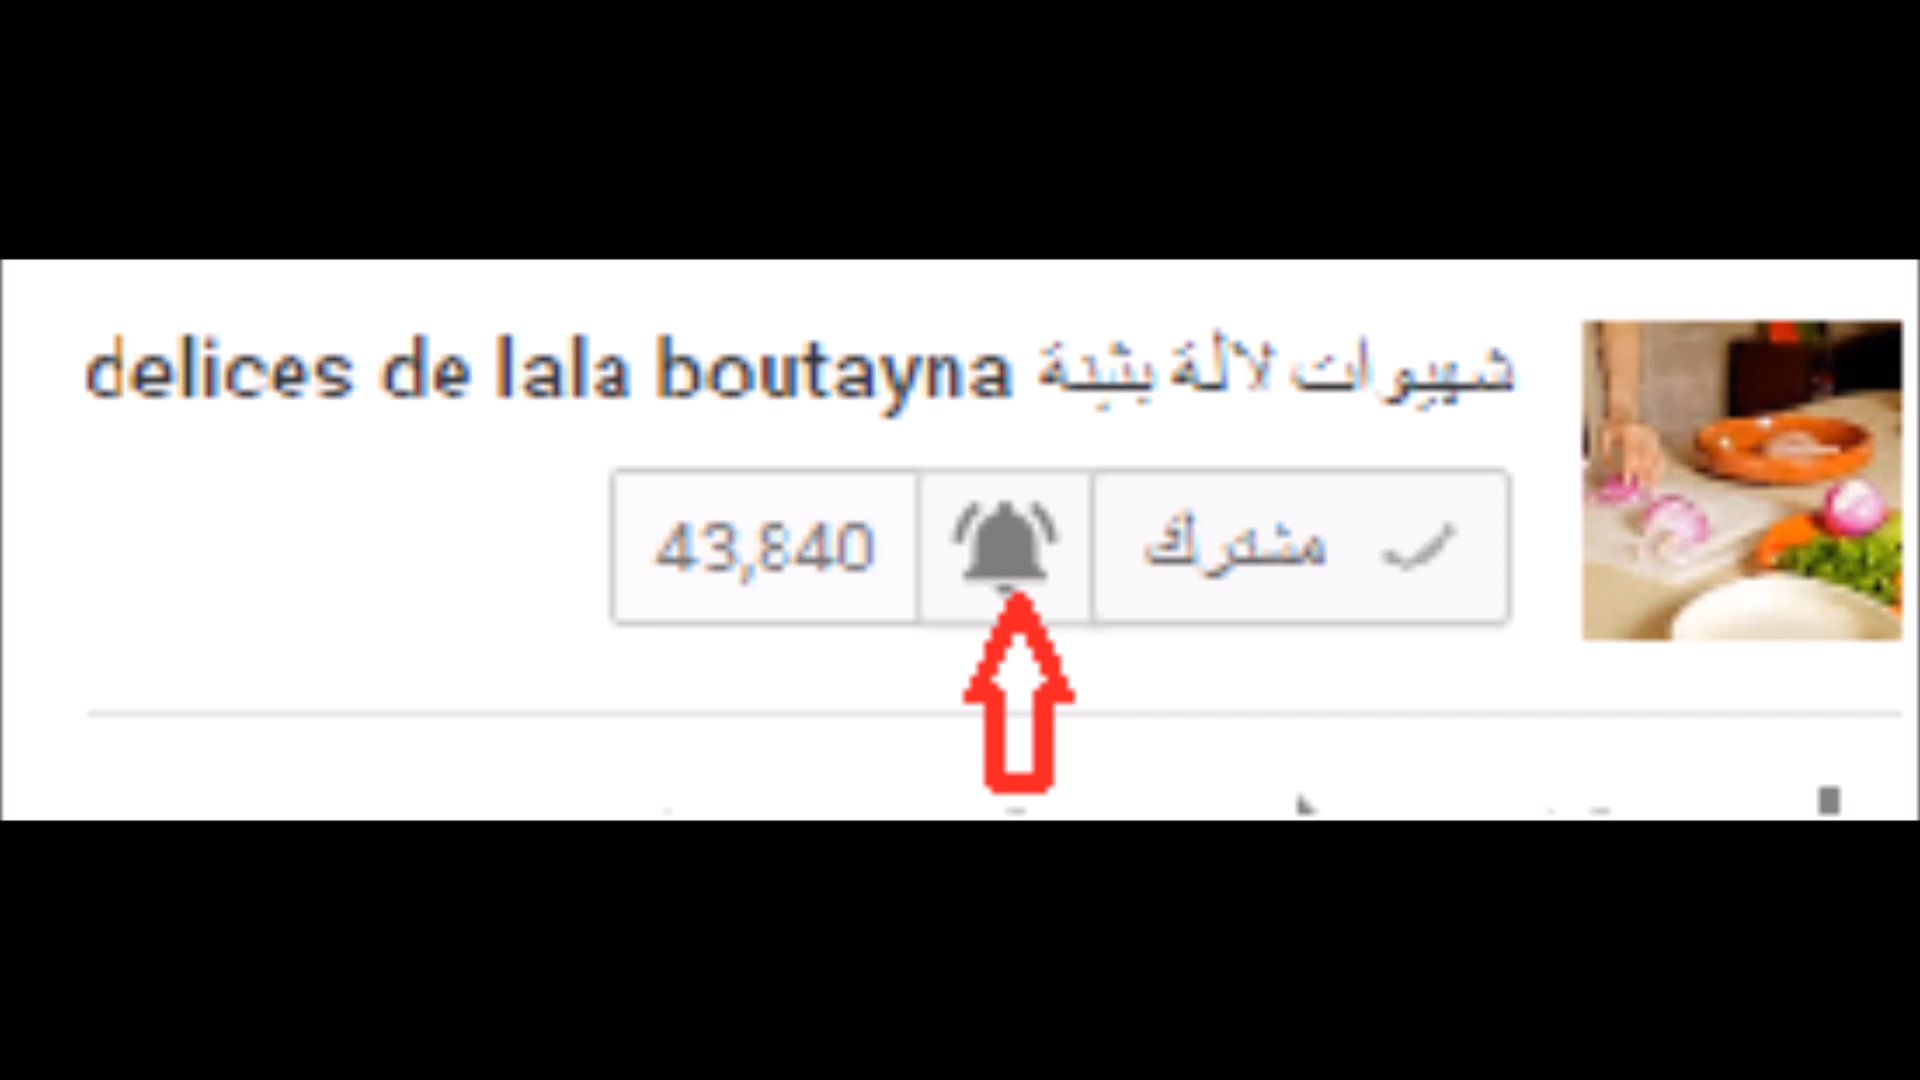 delices de lala boutayna شهيوات لالة بثينة
مشترك
43,840